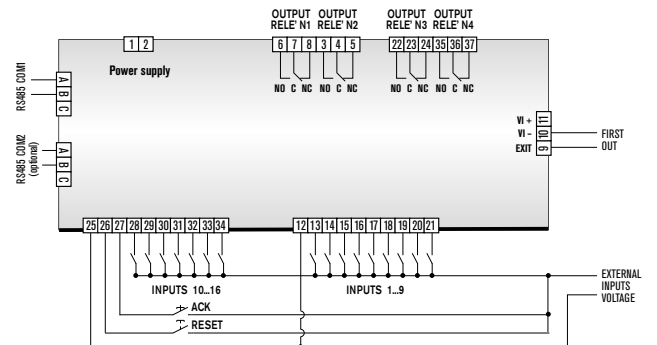 OUTPUT OUTPUT
RELE' N1 RELE' N2
OUTPUT OUTPUT
RELE' N3 RELE' N4
1 2
6 7 8 3 4 5
22 23 24 35 36 37
Power supply
NO C NC NO C NC
NO C NC NO C NC
RS485 COM1
A
B
C
RS485 COM2
(optional)
A
B
C
VI + 11
VI - 10
EXIT 9
FIRST
OUT
25 26 27 28 29 30 31 32 33 34
12 13 14 15 16 17 18 19 20 21
INPUTS 10...16
INPUTS 1...9
EXTERNAL
INPUTS
VOLTAGE
ACK
RESET